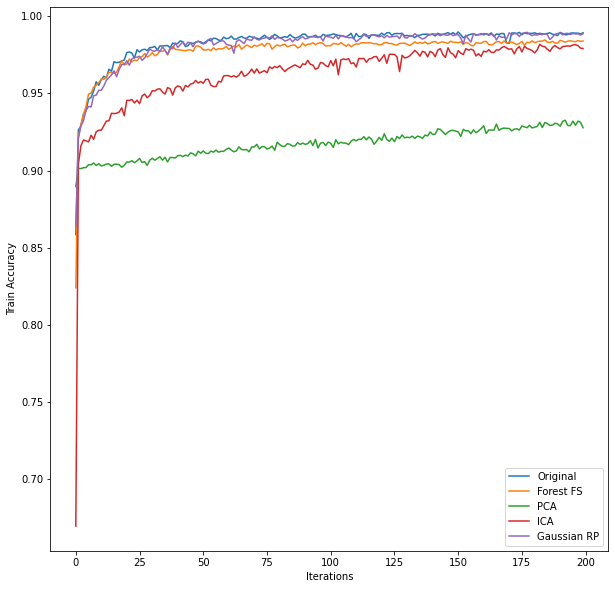 1.00
0.95
0.90
0.85
0.80
0.75
0.70
Train Accuracy
0 25 50 75 100 125 150 175 200
Iterations
Original
Forest FS
PCA
ICA
Gaussian RP